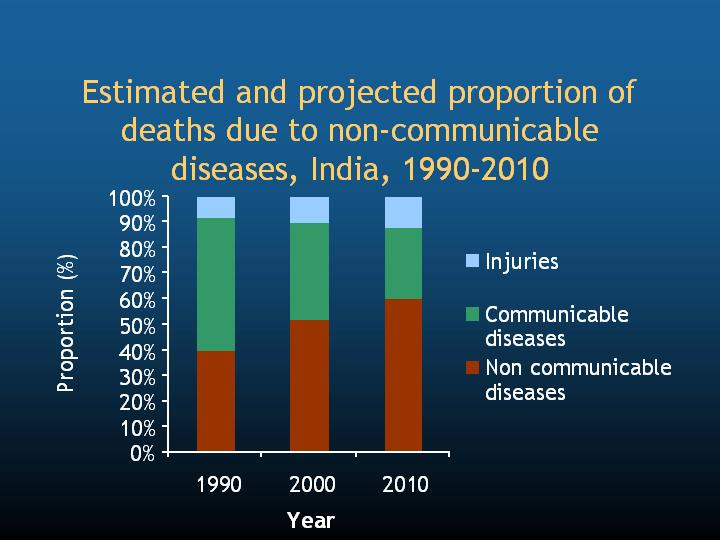 Estimated and projected proportion of
deaths due to non-communicable
diseases, India, 1990-2010
100%
90%
80%
70%
60%
50%
40%
30%
20%
10%
0%
Proportion (%)
1990 2000 2010
Year
Injuries
Communicable
diseases
Non communicable
diseases